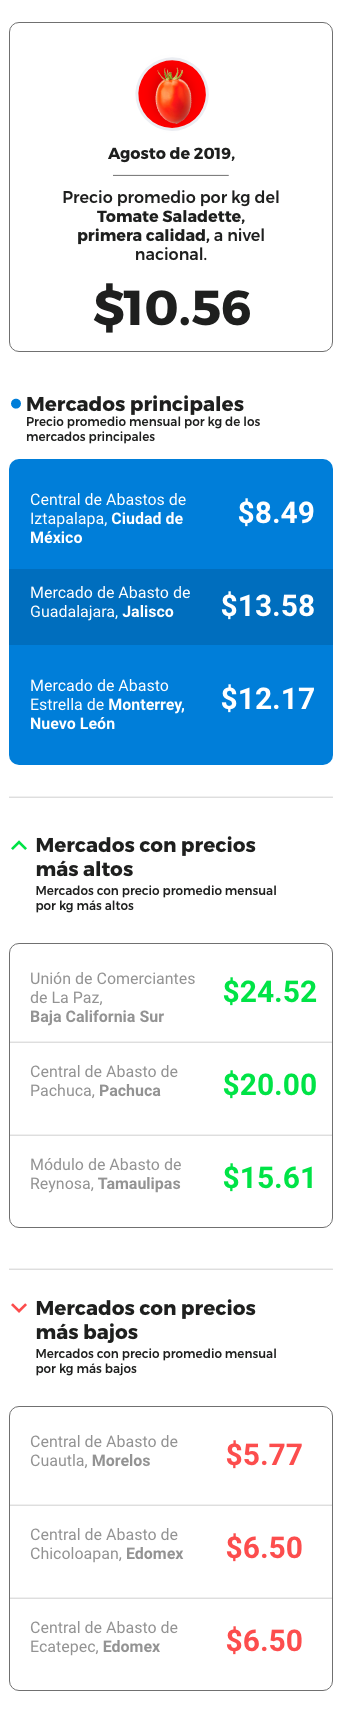 Agosto de 2019,
Precio promedio por kg del
Tomate Saladette,
primera calidad, a nivel
nacional.
$10.56
Mercados principales
Precio promedio mensual por kg de los
mercados principales
Central de Abastos de
Iztapalapa, Ciudad de
México
$8.49
Mercado de Abasto de
Guadalajara, Jalisco
$13.58
Mercado de Abasto
Estrella de Monterrey,
Nuevo León
$12.17
Mercados con precios
más altos
Mercados con precio promedio mensual
por kg más altos
Unión de Comerciantes
de La Paz,
Baja California Sur
$24.52
Central de Abasto de
Pachuca, Pachuca
$20.00
Módulo de Abasto de
Reynosa, Tamaulipas
$15.61
Mercados con precios
más bajos
Mercados con precio promedio mensual
por kg más bajos
Central de Abasto de
Cuautla, Morelos
$5.77
Central de Abasto de
Chicoloapan, Edomex
$6.50
Central de Abasto de
Ecatepec, Edomex
$6.50